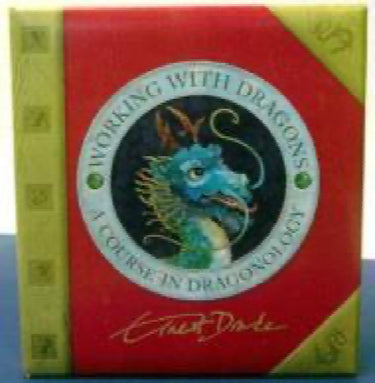 WORKING WITH DRAGONS
A COURSE IN DRAGONOLOGY
Ernest Drake